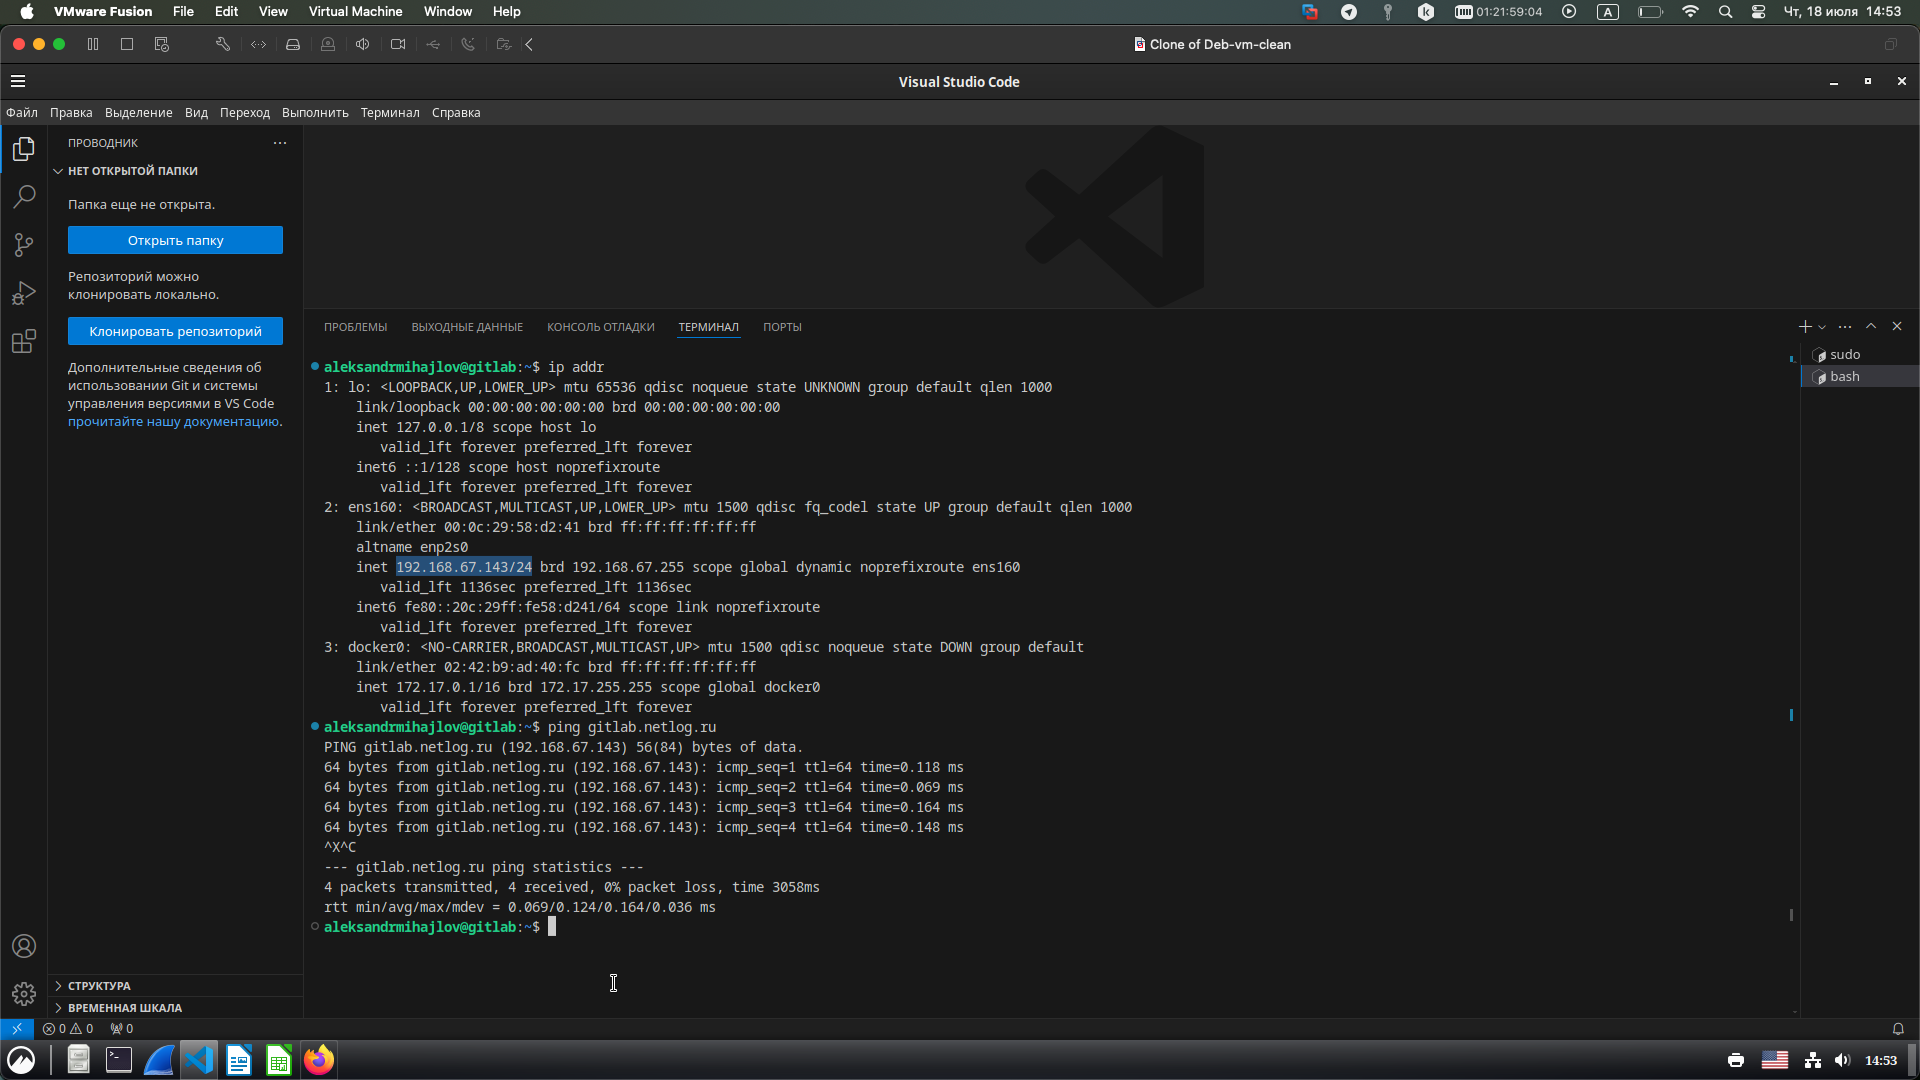 VMware Fusion File Edit View Virtual Machine Window Help
01:21:59:04 A Чт, 18 июля 14:53
Clone of Deb-vm-clean
Visual Studio Code
Файл Правка Выделение Вид Переход Выполнить Терминал Справка
ПРОВОДНИК
НЕТ ОТКРЫТОЙ ПАПКИ
Папка еще не открыта.
Открыть папку
Репозиторий можно
клонировать локально.
Клонировать репозиторий
Дополнительные сведения об
использовании Git и системы
управления версиями в VS Code
прочитайте нашу документацию.
СТРУКТУРА
ВРЕМЕННАЯ ШКАЛА
ПРОБЛЕМЫ ВЫХОДНЫЕ ДАННЫЕ КОНСОЛЬ ОТЛАДКИ ТЕРМИНАЛ ПОРТЫ
sudo
bash
aleksandrmihajlov@gitlab:~$ ip addr
1: lo: <LOOPBACK,UP,LOWER_UP> mtu 65536 qdisc noqueue state UNKNOWN group default qlen 1000
link/loopback 00:00:00:00:00:00 brd 00:00:00:00:00:00
inet 127.0.0.1/8 scope host lo
valid_lft forever preferred_lft forever
inet6 ::1/128 scope host noprefixroute
valid_lft forever preferred_lft forever
2: ens160: <BROADCAST,MULTICAST,UP,LOWER_UP> mtu 1500 qdisc fq_codel state UP group default qlen 1000
link/ether 00:0c:29:58:d2:41 brd ff:ff:ff:ff:ff:ff
altname enp2s0
inet 192.168.67.143/24 brd 192.168.67.255 scope global dynamic noprefixroute ens160
valid_lft 1136sec preferred_lft 1136sec
inet6 fe80::20c:29ff:fe58:d241/64 scope link noprefixroute
valid_lft forever preferred_lft forever
3: docker0: <NO-CARRIER,BROADCAST,MULTICAST,UP> mtu 1500 qdisc noqueue state DOWN group default
link/ether 02:42:b9:ad:40:fc brd ff:ff:ff:ff:ff:ff
inet 172.17.0.1/16 brd 172.17.255.255 scope global docker0
valid_lft forever preferred_lft forever
aleksandrmihajlov@gitlab:~$ ping gitlab.netlog.ru
PING gitlab.netlog.ru (192.168.67.143) 56(84) bytes of data.
64 bytes from gitlab.netlog.ru (192.168.67.143): icmp_seq=1 ttl=64 time=0.118 ms
64 bytes from gitlab.netlog.ru (192.168.67.143): icmp_seq=2 ttl=64 time=0.069 ms
64 bytes from gitlab.netlog.ru (192.168.67.143): icmp_seq=3 ttl=64 time=0.164 ms
64 bytes from gitlab.netlog.ru (192.168.67.143): icmp_seq=4 ttl=64 time=0.148 ms
^X^C
--- gitlab.netlog.ru ping statistics ---
4 packets transmitted, 4 received, 0% packet loss, time 3058ms
rtt min/avg/max/mdev = 0.069/0.124/0.164/0.036 ms
aleksandrmihajlov@gitlab:~$
0 0 0
14:53